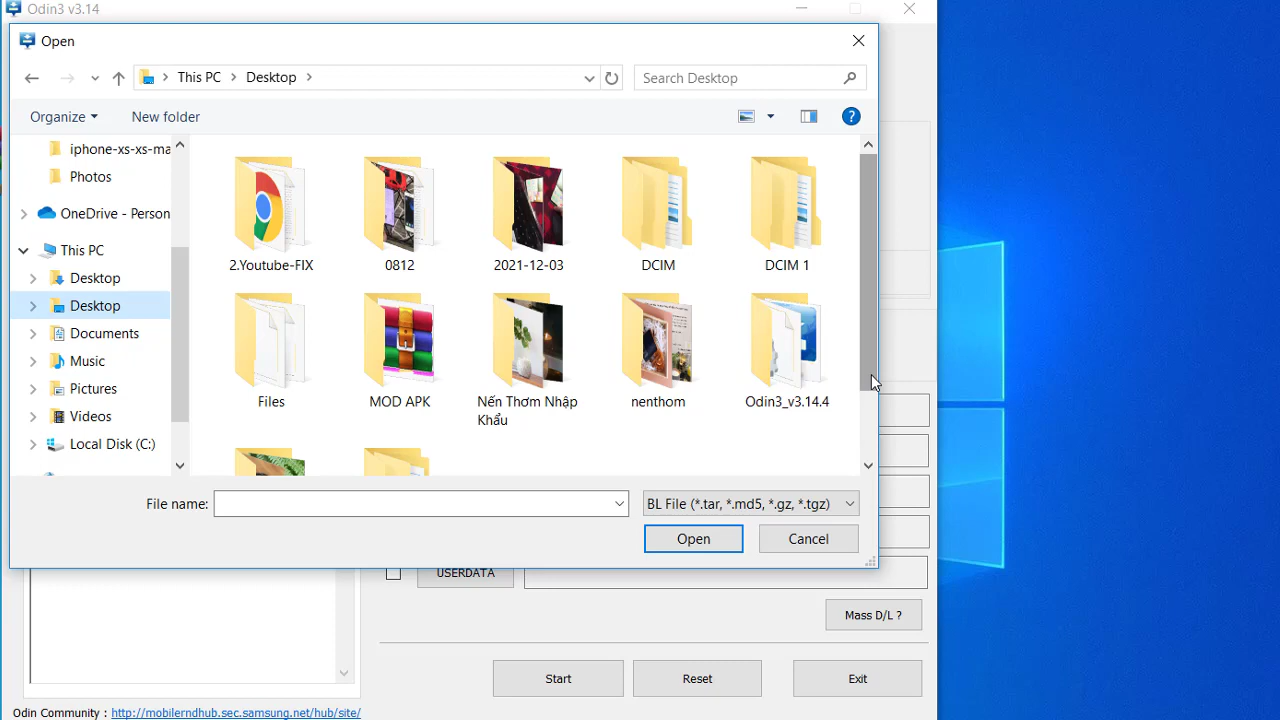 Odin3 v3.14
Open
This PC
Desktop
Search Desktop
Organize
New folder
iphone-xs-xs-ma
Photos
OneDrive - Person
This PC
Desktop
Desktop
Documents
Music
Pictures
Videos
Local Disk (C:)
2.Youtube-FIX
0812
2021-12-03
DCIM
DCIM 1
Files
MOD APK
Nến Thơm Nhập
Khẩu
nenthom
Odin3_v3.14.4
File name:
BL File (*.tar, *.md5, *.gz, *.tgz)
Open
Cancel
USERDATA
Mass D/L ?
Start
Reset
Exit
Odin Community : http://mobilerndhub.sec.samsung.net/hub/site/